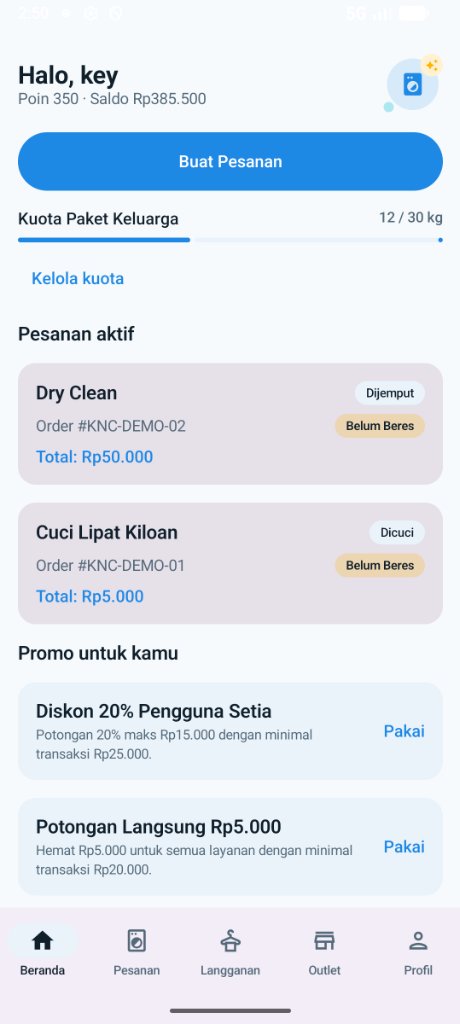 2:50
5G
Halo, key
Poin 350 · Saldo Rp385.500
Buat Pesanan
Kuota Paket Keluarga
12 / 30 kg
Kelola kuota
Pesanan aktif
Dry Clean
Dijemput
Order #KNC-DEMO-02
Belum Beres
Total: Rp50.000
Cuci Lipat Kiloan
Dicuci
Order #KNC-DEMO-01
Belum Beres
Total: Rp5.000
Promo untuk kamu
Diskon 20% Pengguna Setia
Potongan 20% maks Rp15.000 dengan minimal
transaksi Rp25.000.
Pakai
Potongan Langsung Rp5.000
Hemat Rp5.000 untuk semua layanan dengan minimal
transaksi Rp20.000.
Pakai
Beranda
Pesanan
Langganan
Outlet
Profil